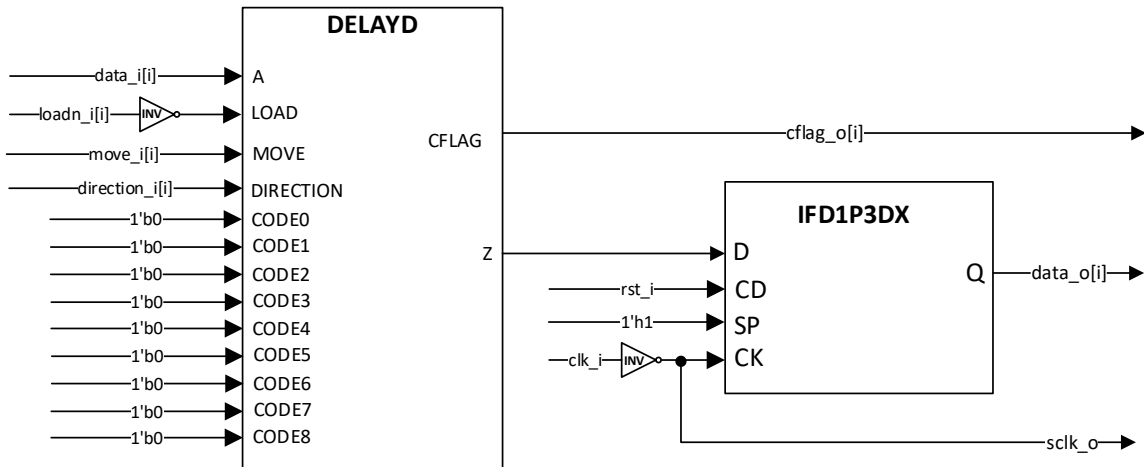 DELAYD
data_i[i]
A
loadn_i[i]
INV
LOAD
move_i[i]
MOVE
direction_i[i]
DIRECTION
1'b0
CODE0
1'b0
CODE1
1'b0
CODE2
1'b0
CODE3
1'b0
CODE4
1'b0
CODE5
1'b0
CODE6
1'b0
CODE7
1'b0
CODE8
CFLAG
cflag_o[i]
Z
IFD1P3DX
D
rst_i
CD
1'h1
SP
clk_i
INV
CK
Q
data_o[i]
sclk_o